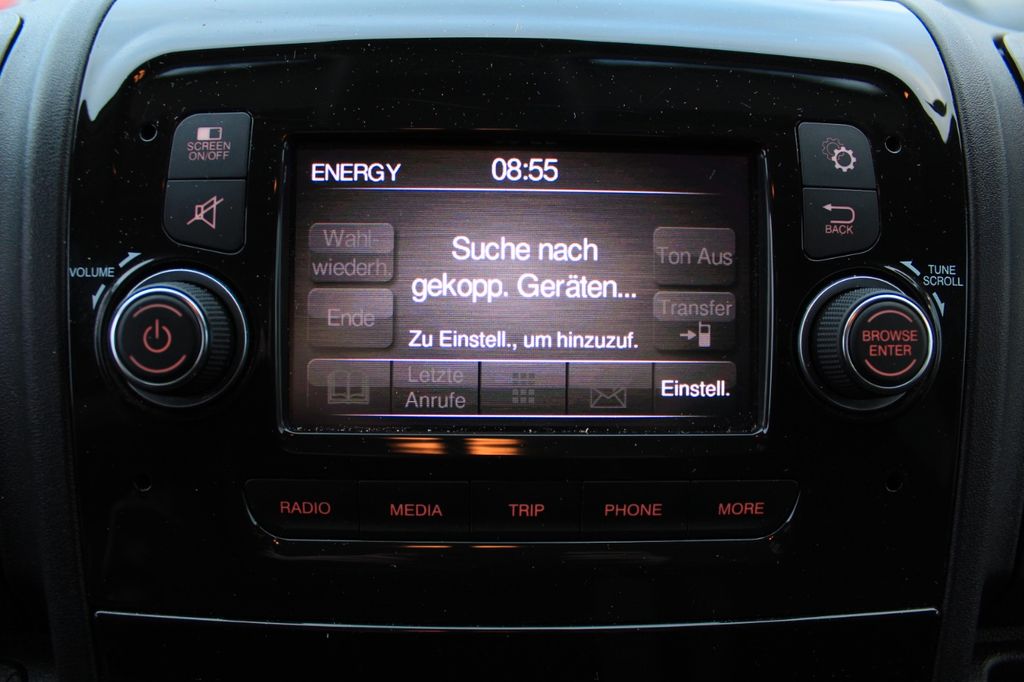 SCREEN
ON/OFF
ENERGY 08:55
Wahl-
wiederh.
Suche nach
gekopp. Geräten...
Ton Aus
BACK
VOLUME
TUNE
SCROLL
Ende
Transfer
Zu Einstell., um hinzuzuf.
BROWSE
ENTER
Letzte
Anrufe
Einstell.
RADIO MEDIA TRIP PHONE MORE